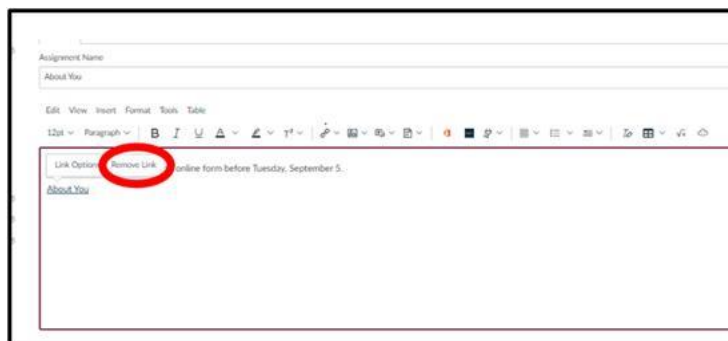 Assignment Name
About You
Edit View Insert Format Tools Table
12pt Paragraph B I U A T²
Link Options Remove Link online form before Tuesday, September 5.
About You